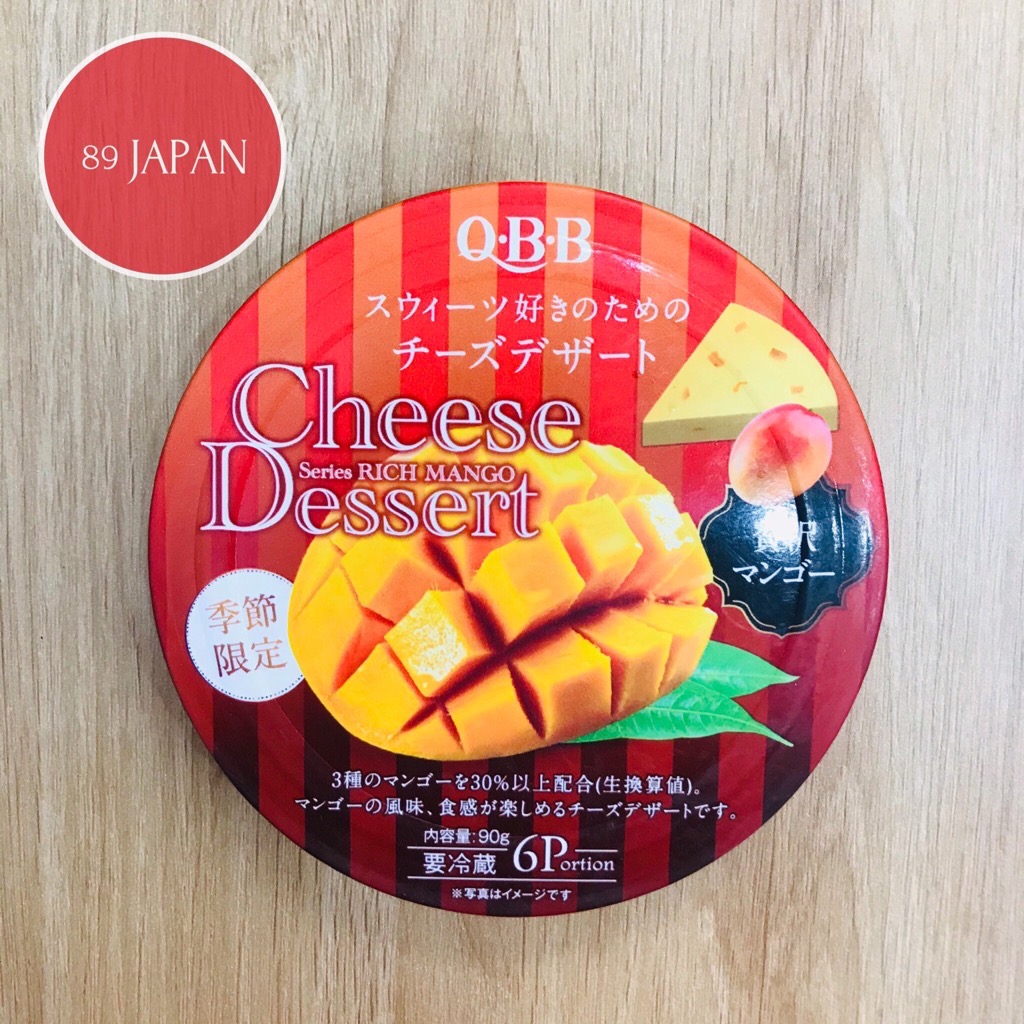 89 JAPAN
Q·B·B
スウィーツ好きのための
チーズデザート
Cheese
Series RICH MANGO
Dessert
マンゴー
季節
限定
3種のマンゴーを30%以上配合(生換算値)。
マンゴーの風味、食感が楽しめるチーズデザートです。
内容量:90g
要冷蔵
6Portion
※写真はイメージです